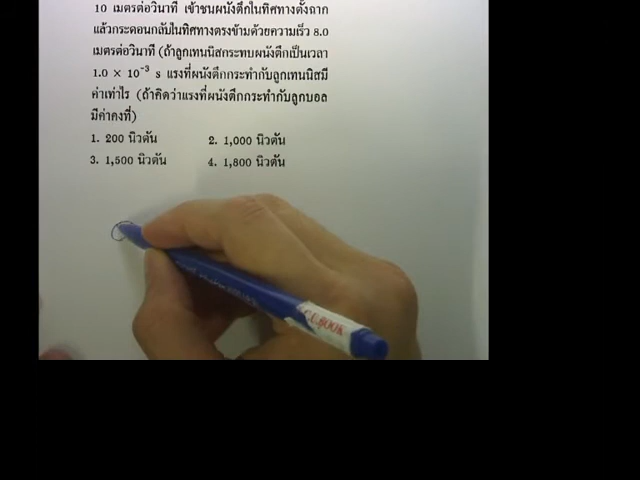 10 เมตรต่อวินาที เข้าชนผนังตึกในทิศทางตั้งฉาก
แล้วกระดอนกลับในทิศทางตรงข้ามด้วยความเร็ว 8.0
เมตรต่อวินาที (ถ้าลูกเทนนิสกระทบผนังตึกเป็นเวลา
1.0 × 10⁻³ s แรงที่ผนังตึกกระทำกับลูกเทนนิสมี
ค่าเท่าไร (ถ้าคิดว่าแรงที่ผนังตึกกระทำกับลูกบอล
มีค่าคงที่)
1. 200 นิวตัน 2. 1,000 นิวตัน
3. 1,500 นิวตัน 4. 1,800 นิวตัน
BOOK